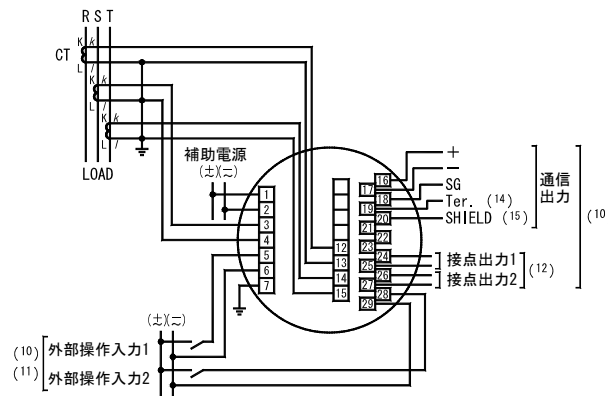 R S T
K k
CT
L l
K k
L l
K k
L l
LOAD
補助電源
(±)(=)
1
2
3
4
5
6
7
12
13
14
15
16
17
18
19
20
21
22
23
24
25
26
27
28
29
+
−
SG
Ter. (14)
SHIELD (15)
通信
出力
(10
接点出力1
接点出力2
(12)
(±)(=)
(10)
(11)
外部操作入力1
外部操作入力2